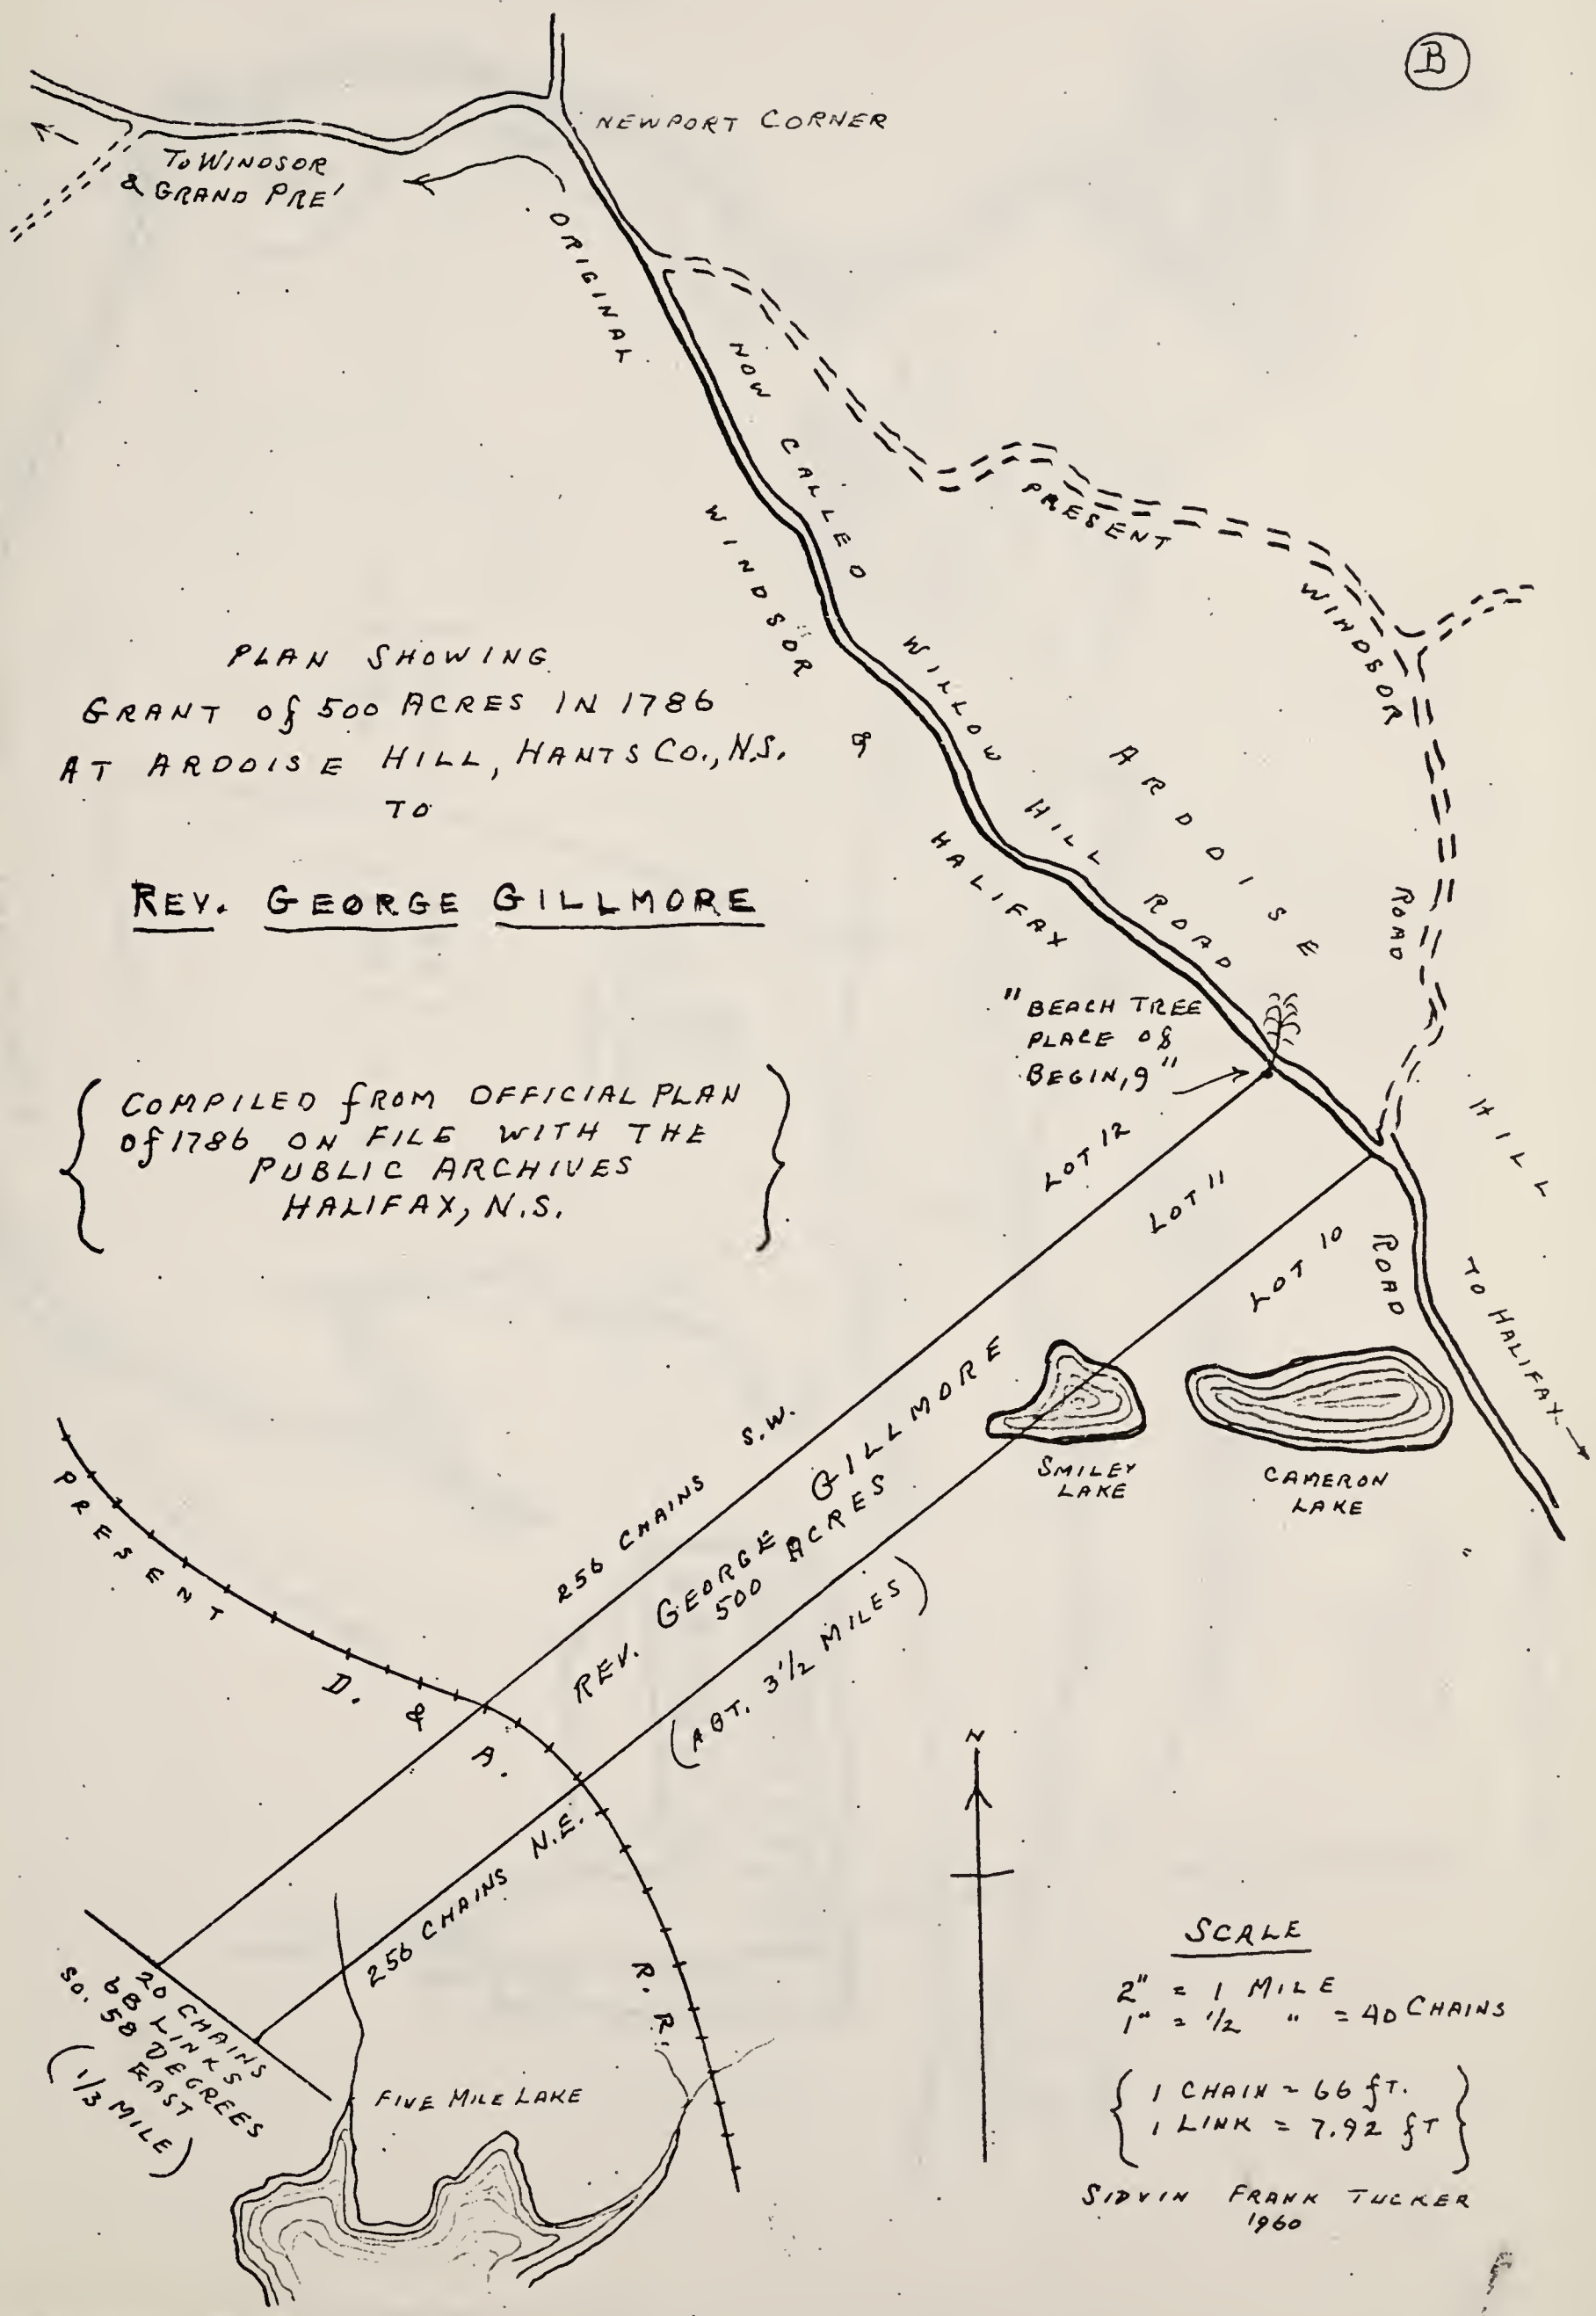 B
NEWPORT CORNER
To WINDSOR
& GRAND PRE'
ORIGINAL
NOW CALLED
PRESENT
WINDSOR
WINDSOR
PLAN SHOWING
GRANT of 500 ACRES IN 1786
AT ARDOISE HILL, HANTS CO., N.S.
TO
REV. GEORGE GILLMORE
&
WILLOW
HILL ROAD
ARDOISE
HALIFAX
ROAD
"BEACH TREE
PLACE of
BEGIN,g"
{COMPILED from OFFICIAL PLAN
of 1786 ON FILE WITH THE
PUBLIC ARCHIVES
HALIFAX, N.S.}
HILL
LOT 12
LOT 11
LOT 10
ROAD
TO HALIFAX
SMILEY
LAKE
CAMERON
LAKE
256 CHAINS S.W.
REV. GEORGE GILLMORE
500 ACRES
(ABT. 3 1/2 MILES)
PRESENT
D. & A.
R. R.
256 CHAINS N.E.
N
20 CHAINS
68 LINKS
SO. 58 DEGREES
EAST
(1/3 MILE)
FIVE MILE LAKE
SCALE
2" = 1 MILE
1" = 1/2 " = 40 CHAINS
{1 CHAIN = 66 fT.
1 LINK = 7.92 fT}
FRANK TUCKER
1960